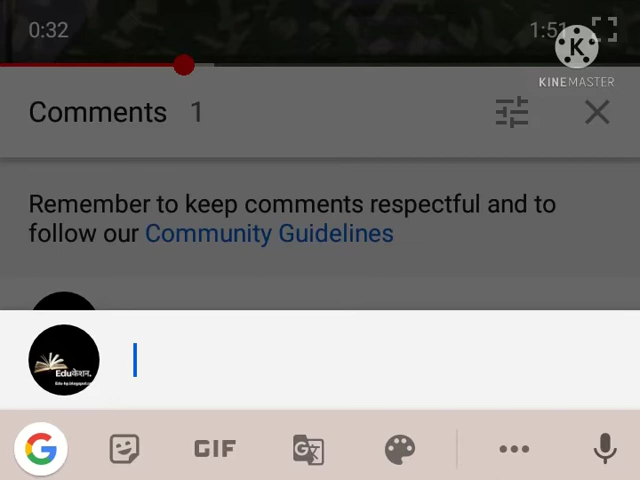 0:32
1:51
KINEMASTER
Comments 1
Remember to keep comments respectful and to
follow our Community Guidelines
Eduकेशन.
GIF